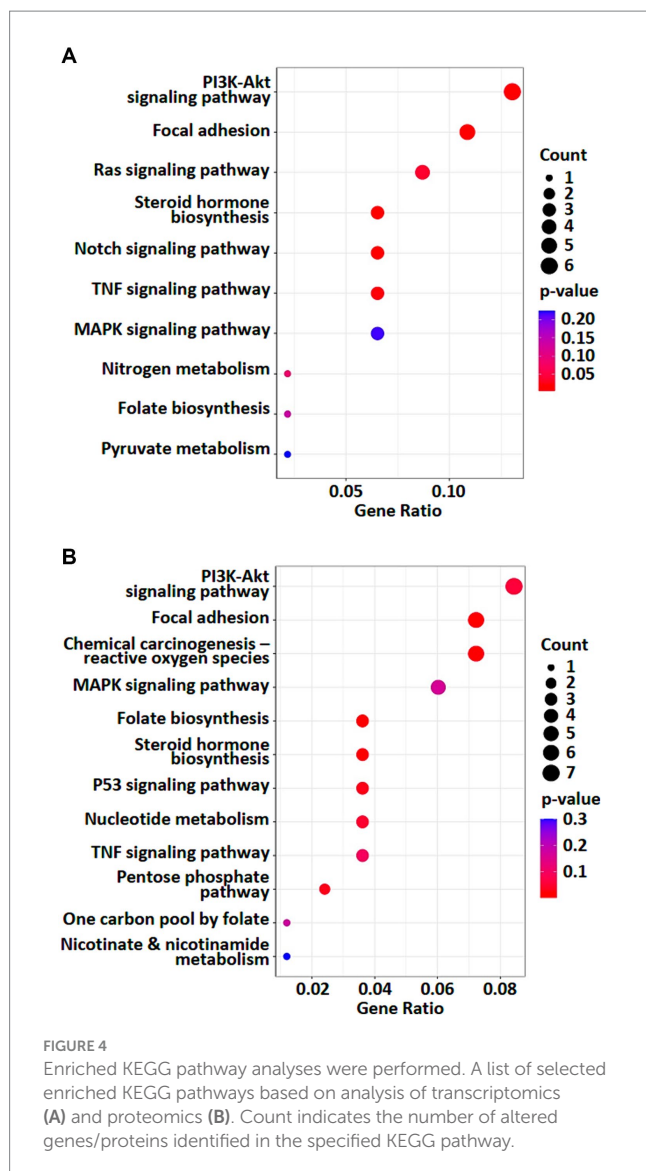 A
PI3K-Akt
signaling pathway
Focal adhesion
Ras signaling pathway
Steroid hormone
biosynthesis
Notch signaling pathway
TNF signaling pathway
MAPK signaling pathway
Nitrogen metabolism
Folate biosynthesis
Pyruvate metabolism
0.05 0.10
Gene Ratio
Count
1
2
3
4
5
6
p-value
0.20
0.15
0.10
0.05
B
PI3K-Akt
signaling pathway
Focal adhesion
Chemical carcinogenesis –
reactive oxygen species
MAPK signaling pathway
Folate biosynthesis
Steroid hormone
biosynthesis
P53 signaling pathway
Nucleotide metabolism
TNF signaling pathway
Pentose phosphate
pathway
One carbon pool by folate
Nicotinate & nicotinamide
metabolism
0.02 0.04 0.06 0.08
Gene Ratio
Count
1
2
3
4
5
6
7
p-value
0.3
0.2
0.1
FIGURE 4
Enriched KEGG pathway analyses were performed. A list of selected
enriched KEGG pathways based on analysis of transcriptomics
(A) and proteomics (B). Count indicates the number of altered
genes/proteins identified in the specified KEGG pathway.